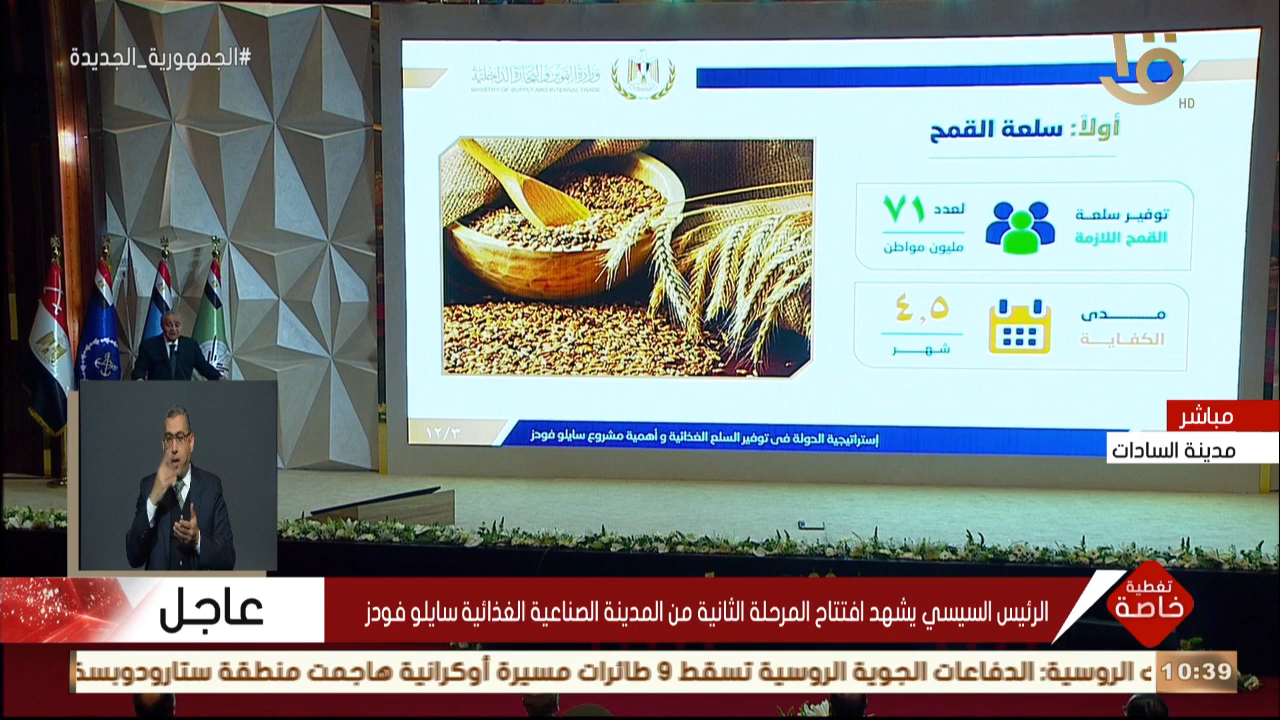 #الجمهورية_الجديدة
وزارة التموين والتجارة الداخلية
MINISTRY OF SUPPLY AND INTERNAL TRADE
HD
أولاً: سلعة القمح
توفير سلعة
القمح اللازمة
لعدد ٧١
مليون مواطن
مـــدى
الكفاية
٤,٥
شهـــر
١٢/٣
إستراتيجية الدولة فى توفير السلع الغذائية و أهمية مشروع سايلو فودز
مباشر
مدينة السادات
تغطية
خاصة
الرئيس السيسي يشهد افتتاح المرحلة الثانية من المدينة الصناعية الغذائية سايلو فودز
عاجل
الروسية: الدفاعات الجوية الروسية تسقط 9 طائرات مسيرة أوكرانية هاجمت منطقة
10:39